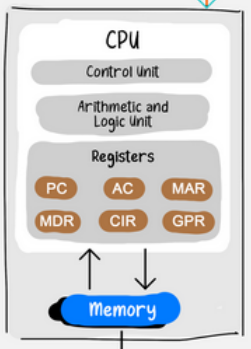 CPU
Control Unit
Arithmetic and
Logic Unit
Registers
PC AC MAR
MDR CIR GPR
Memory